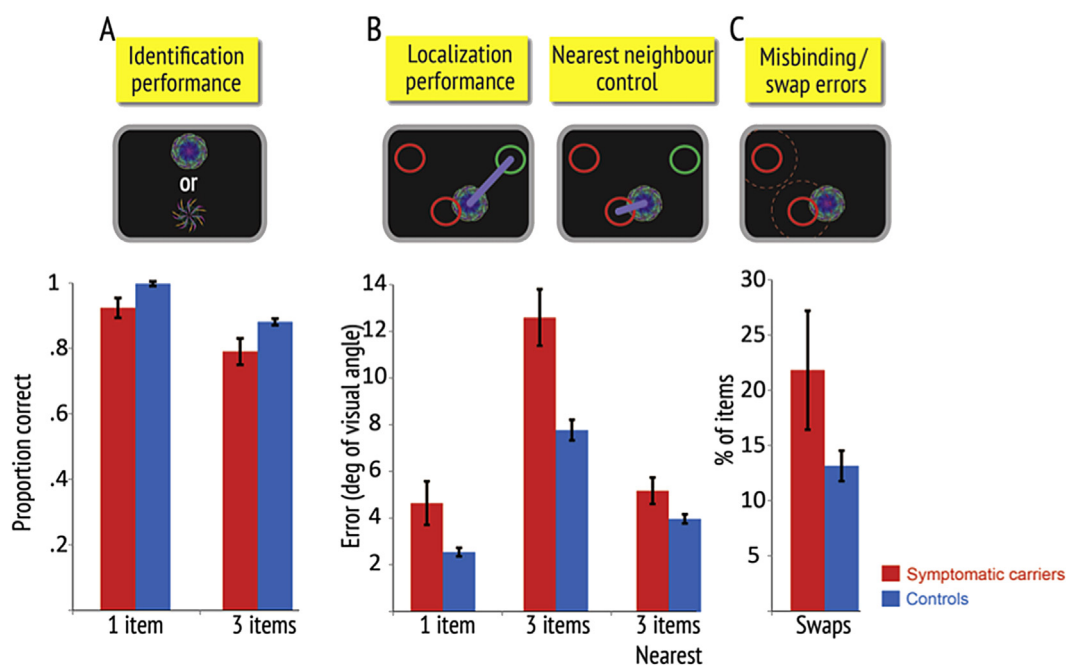 A
Identification
performance
or
B
Localization
performance
Nearest neighbour
control
C
Misbinding/
swap errors
Proportion correct
1
.8
.6
.4
.2
1 item
3 items
Error (deg of visual angle)
14
12
10
8
6
4
2
1 item
3 items
3 items
Nearest
% of items
30
25
20
15
10
5
Swaps
Symptomatic carriers
Controls